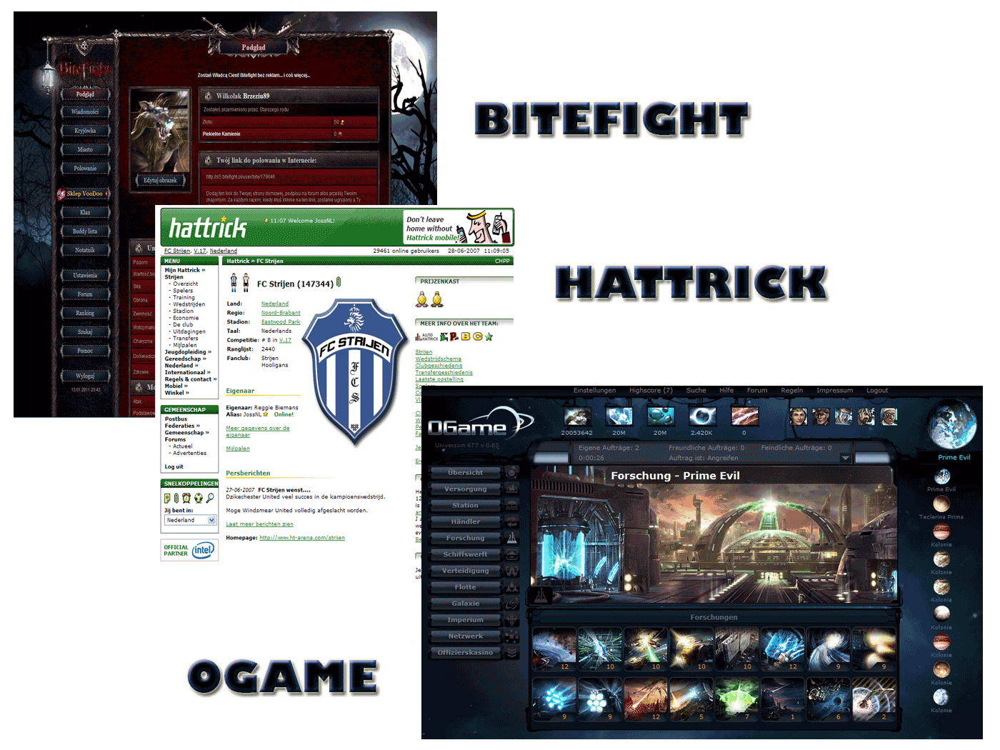 Podgląd
BiteFight
Zostań Władcą Cieni! Bitefight bez reklam... i coś więcej...
Podgląd
Wiadomości
Kryjówka
Miasto
Polowanie
Sklep VooDoo
Klan
Buddy lista
Notatnik
Ustawienia
Forum
Ranking
Szukaj
Pomoc
Wyloguj
13.01.2011 23:43
Edytuj obrazek
Wilkołak Brzeziu89
Zostałeś przemieniony przez: Starszego rodu
Złoto: 50
Piekielne Kamienie: 0
Twój link do polowania w Internecie:
http://s5.bitefight.pl/user/bite/179646
Dodaj ten link do Twojej strony domowej, podpisu na forum albo prześlij Twoim
znajomym. Za każdym razem, kiedy ktoś kliknie na ten link, zostanie ugryziony a Ty
Poziom:
Siła:
Obrona:
Zwinność:
Charyzma:
Zdrowie:
Atak:
BITEFIGHT
hattrick
11:07 Welcome JossNL!
Don't leave
home without
Hattrick mobile!
FC Strijen, V.17, Nederland
29461 online gebruikers 28-06-2007 11:09:05
MENU
Mijn Hattrick »
Strijen
- Overzicht
- Spelers
- Training
- Wedstrijden
- Stadion
- Economie
- De club
- Uitdagingen
- Transfers
- Mijlpalen
Jeugdopleiding »
Gereedschap »
Nederland »
Internationaal »
Regels & contact »
Mobiel »
Winkel »
GEMEENSCHAP
Postbus
Federaties »
Gemeenschap »
Forums
- Actueel
- Advertenties
Log uit
SNELKOPPELINGEN
Jij bent in:
Nederland
OFFICIAL
PARTNER
intel
Hattrick » FC Strijen
CHPP
FC Strijen (147344)
Land: Nederland
Regio: Noord-Brabant
Stadion: Eastwood Park
Taal: Nederlands
Competitie: # 8 in V.17
Ranglijst: 2440
Fanclub: Strijen
Hooligans
FC STRIJEN
F
C
S
Eigenaar
Eigenaar: Reggie Biemans
Alias: JossNL Online!
Meer gegevens over de
eigenaar
Mijlpalen
Persberichten
27-06-2007 FC Strijen wenst....
Dzikechester United veel succes in de kampioenswedstrijd.
Moge Windsmear United volledig afgeslacht worden.
Laat meer berichten zien
Homepage: http://www.ht-arena.com/strijen
PRIJZENKAST
MEER INFO OVER HET TEAM:
ALLTID
HATTRICK
Strijen
Wedstrijdschema
Clubgeschiedenis
Transfergeschiedenis
Laatste opstelling
HATTRICK
Einstellungen Highscore (7) Suche Hilfe Forum Regeln Impressum Logout
OGame
Universum 677 v 0.80
20053642 20M 20M 2.420K 0
Eigene Aufträge: 2 Freundliche Aufträge: 0 Feindliche Aufträge: 0
0:00:26 Auftrag ist: Angreifen
Übersicht
Versorgung
Station
Händler
Forschung
Schiffswerft
Verteidigung
Flotte
Galaxie
Imperium
Netzwerk
Offizierskasino
Forschung - Prime Evil
Forschungen
12 10 10 10 10 12 9 9
9 9 12 5 7 1 6 2
Prime Evil
Prime Evil
Teclerina Prima
Kolonie
Kolonie
Kolonie
Kolonie
Kolonie
Kolonie
Kolonie
OGAME